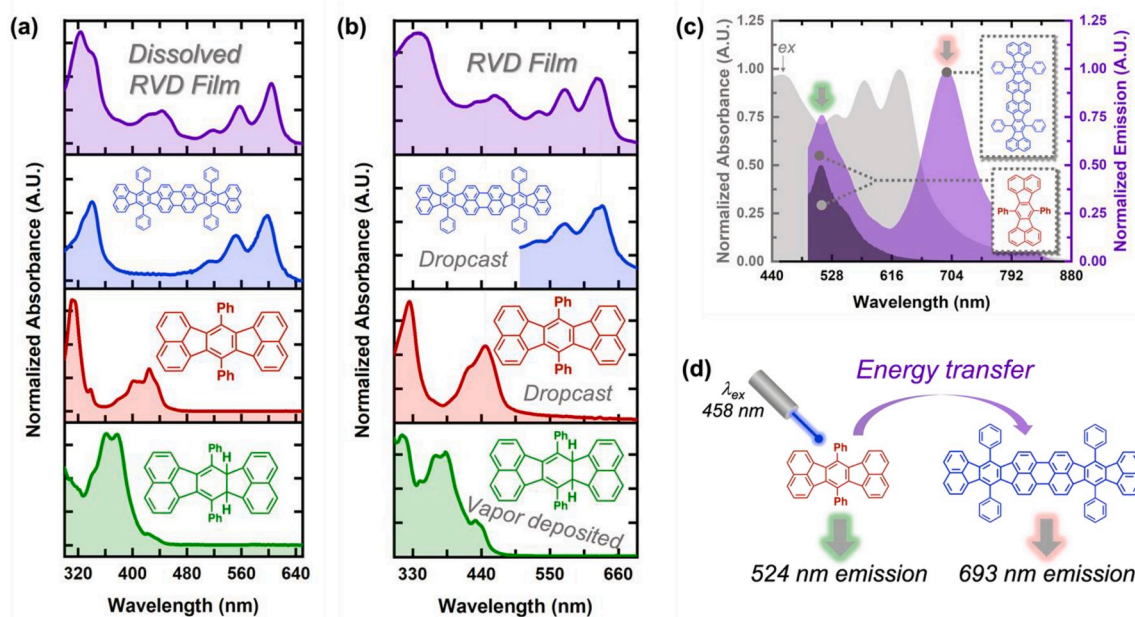 (a)
Dissolved
RVD Film
Normalized Absorbance (A.U.)
Ph
Ph
Ph
H
Ph
H
320 400 480 560 640
Wavelength (nm)
(b)
RVD Film
Normalized Absorbance (A.U.)
Dropcast
Ph
Ph
Dropcast
Ph
H
Ph
H
Vapor deposited
330 440 550 660
Wavelength (nm)
(c)
1.25
1.00
0.75
0.50
0.25
0.00
Normalized Absorbance (A.U.)
ex
Ph
Ph
1.25
1.00
0.75
0.50
0.25
0.00
Normalized Emission (A.U.)
440 528 616 704 792 880
Wavelength (nm)
(d)
Energy transfer
λex
458 nm
Ph
Ph
524 nm emission
693 nm emission